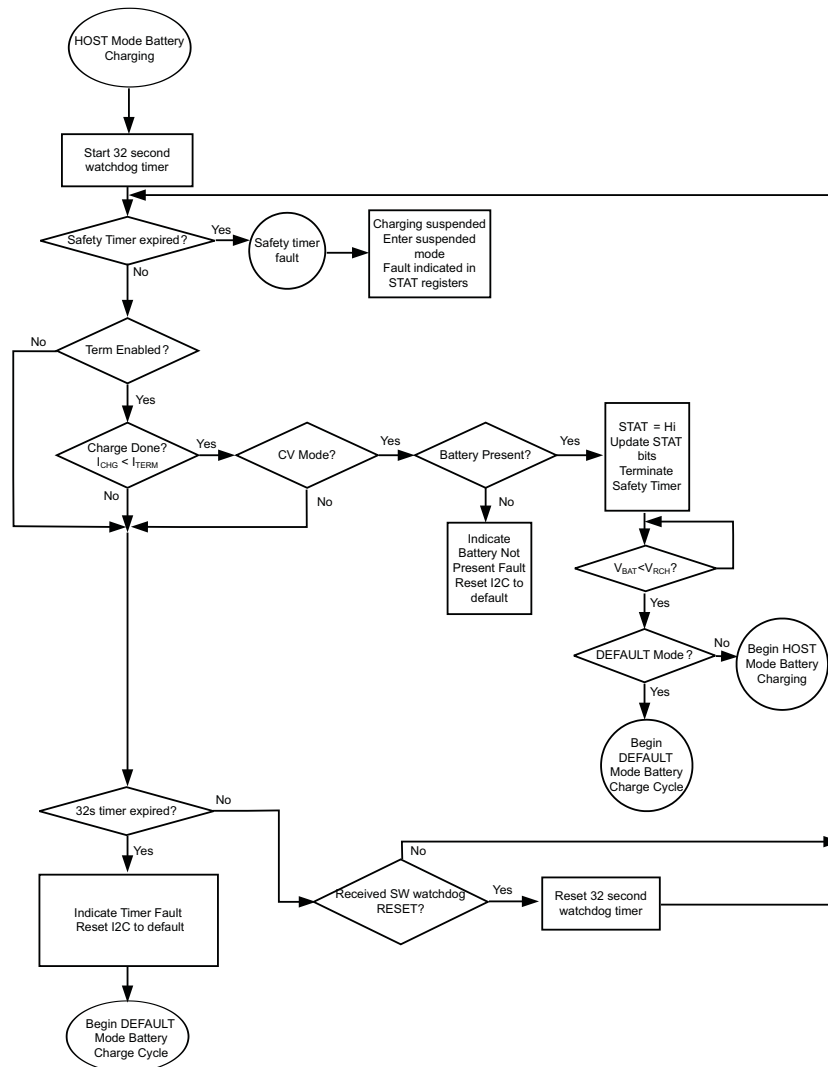 HOST Mode Battery
Charging
Start 32 second
watchdog timer
Safety Timer expired?
Yes
Safety timer
fault
Charging suspended
Enter suspended
mode
Fault indicated in
STAT registers
No
No
Term Enabled?
Yes
Charge Done?
ICHG < ITERM
Yes
CV Mode?
Yes
Battery Present?
Yes
STAT = Hi
Update STAT
bits
Terminate
Safety Timer
No
No
No
Indicate
Battery Not
Present Fault
Reset I2C to
default
VBAT<VRCH?
Yes
DEFAULT Mode?
No
Begin HOST
Mode Battery
Charging
Yes
Begin
DEFAULT
Mode Battery
Charge Cycle
32s timer expired?
No
Yes
No
Indicate Timer Fault
Reset I2C to default
Received SW watchdog
RESET?
Yes
Reset 32 second
watchdog timer
Begin DEFAULT
Mode Battery
Charge Cycle